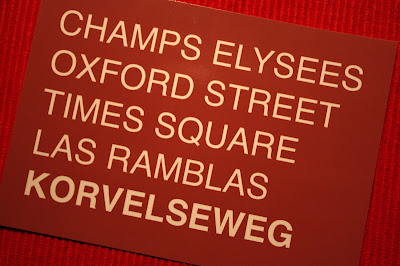 CHAMPS ELYSEES
OXFORD STREET
TIMES SQUARE
LAS RAMBLAS
KORVELSEWEG